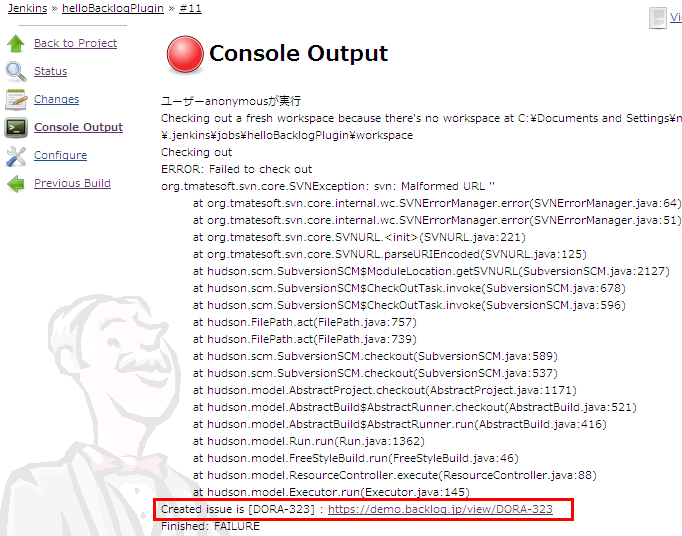 Jenkins » helloBacklogPlugin » #11
View
Back to Project
Status
Changes
Console Output
Configure
Previous Build
Console Output
ユーザーanonymousが実行
Checking out a fresh workspace because there's no workspace at C:¥Documents and Settings¥
¥.jenkins¥jobs¥helloBacklogPlugin¥workspace
Checking out
ERROR: Failed to check out
org.tmatesoft.svn.core.SVNException: svn: Malformed URL ''
at org.tmatesoft.svn.core.internal.wc.SVNErrorManager.error(SVNErrorManager.java:64)
at org.tmatesoft.svn.core.internal.wc.SVNErrorManager.error(SVNErrorManager.java:51)
at org.tmatesoft.svn.core.SVNURL.<init>(SVNURL.java:221)
at org.tmatesoft.svn.core.SVNURL.parseURIEncoded(SVNURL.java:125)
at hudson.scm.SubversionSCM$ModuleLocation.getSVNURL(SubversionSCM.java:2127)
at hudson.scm.SubversionSCM$CheckOutTask.invoke(SubversionSCM.java:678)
at hudson.scm.SubversionSCM$CheckOutTask.invoke(SubversionSCM.java:596)
at hudson.FilePath.act(FilePath.java:757)
at hudson.FilePath.act(FilePath.java:739)
at hudson.scm.SubversionSCM.checkout(SubversionSCM.java:589)
at hudson.scm.SubversionSCM.checkout(SubversionSCM.java:537)
at hudson.model.AbstractProject.checkout(AbstractProject.java:1171)
at hudson.model.AbstractBuild$AbstractRunner.checkout(AbstractBuild.java:521)
at hudson.model.AbstractBuild$AbstractRunner.run(AbstractBuild.java:416)
at hudson.model.Run.run(Run.java:1362)
at hudson.model.FreeStyleBuild.run(FreeStyleBuild.java:46)
at hudson.model.ResourceController.execute(ResourceController.java:88)
at hudson.model.Executor.run(Executor.java:145)
Created issue is [DORA-323] : https://demo.backlog.jp/view/DORA-323
Finished: FAILURE